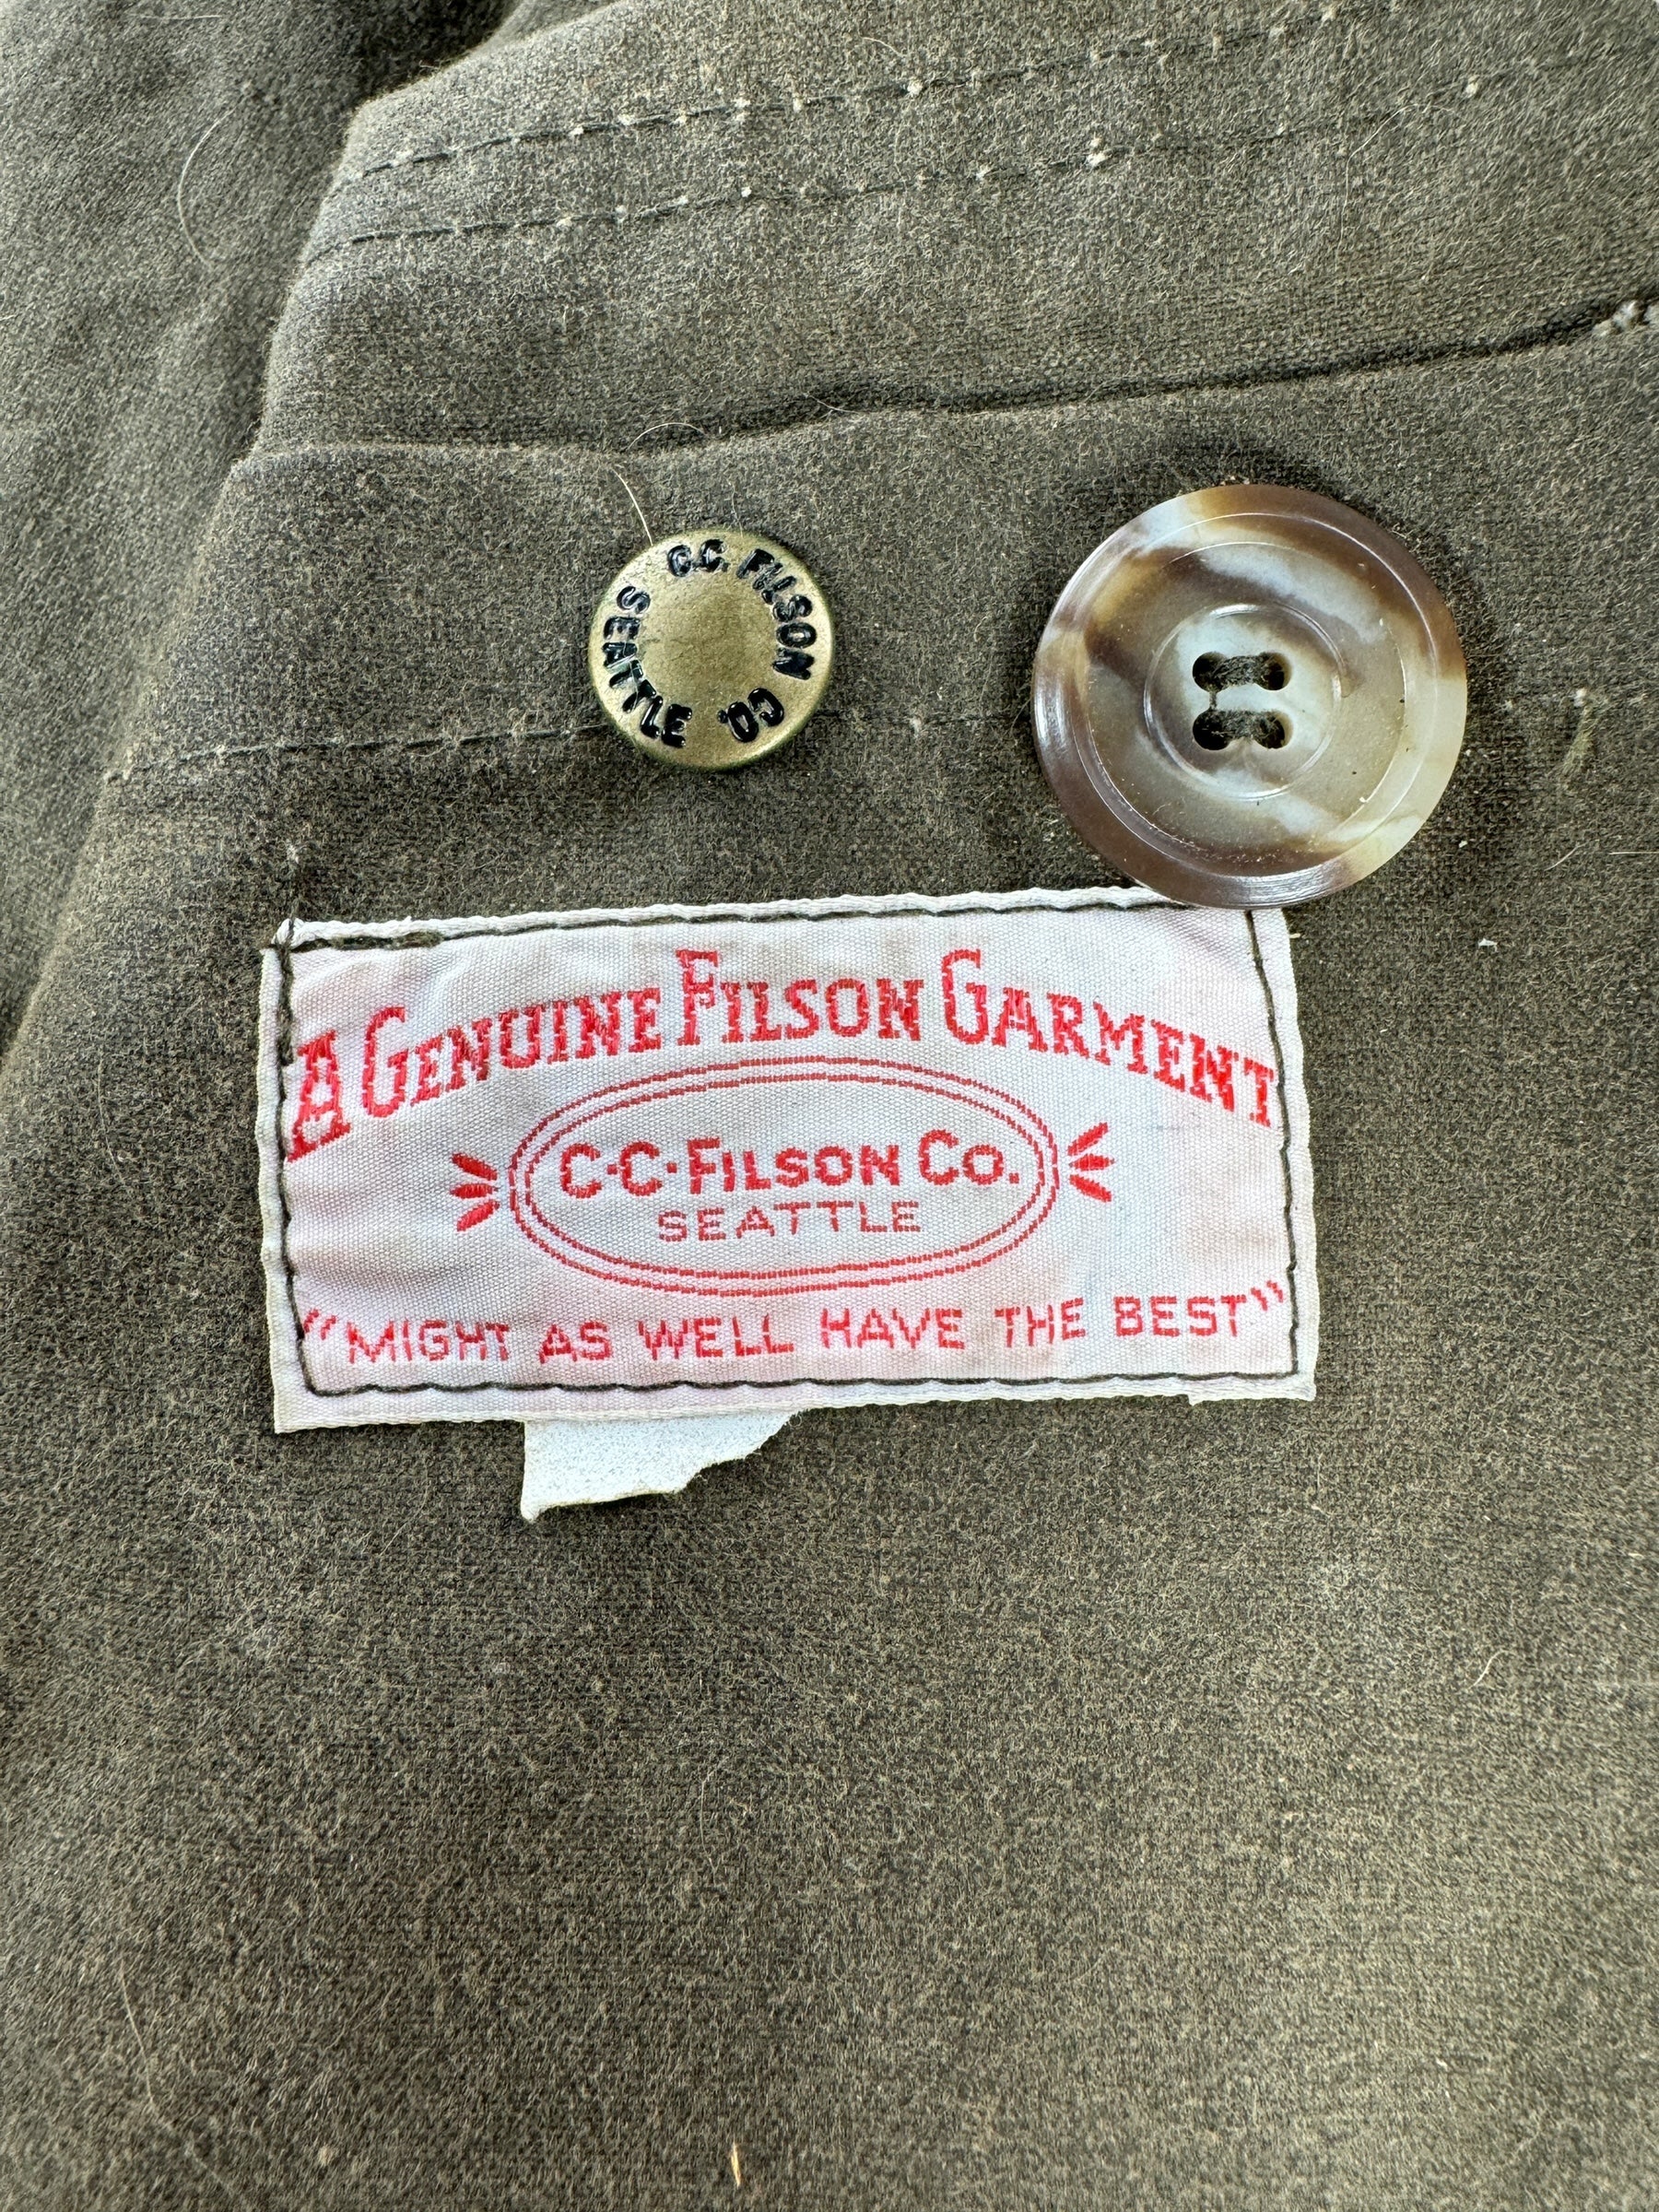 C.C. FILSON CO. SEATTLE
A GENUINE FILSON GARMENT
C·C·FILSON CO.
SEATTLE
"MIGHT AS WELL HAVE THE BEST"